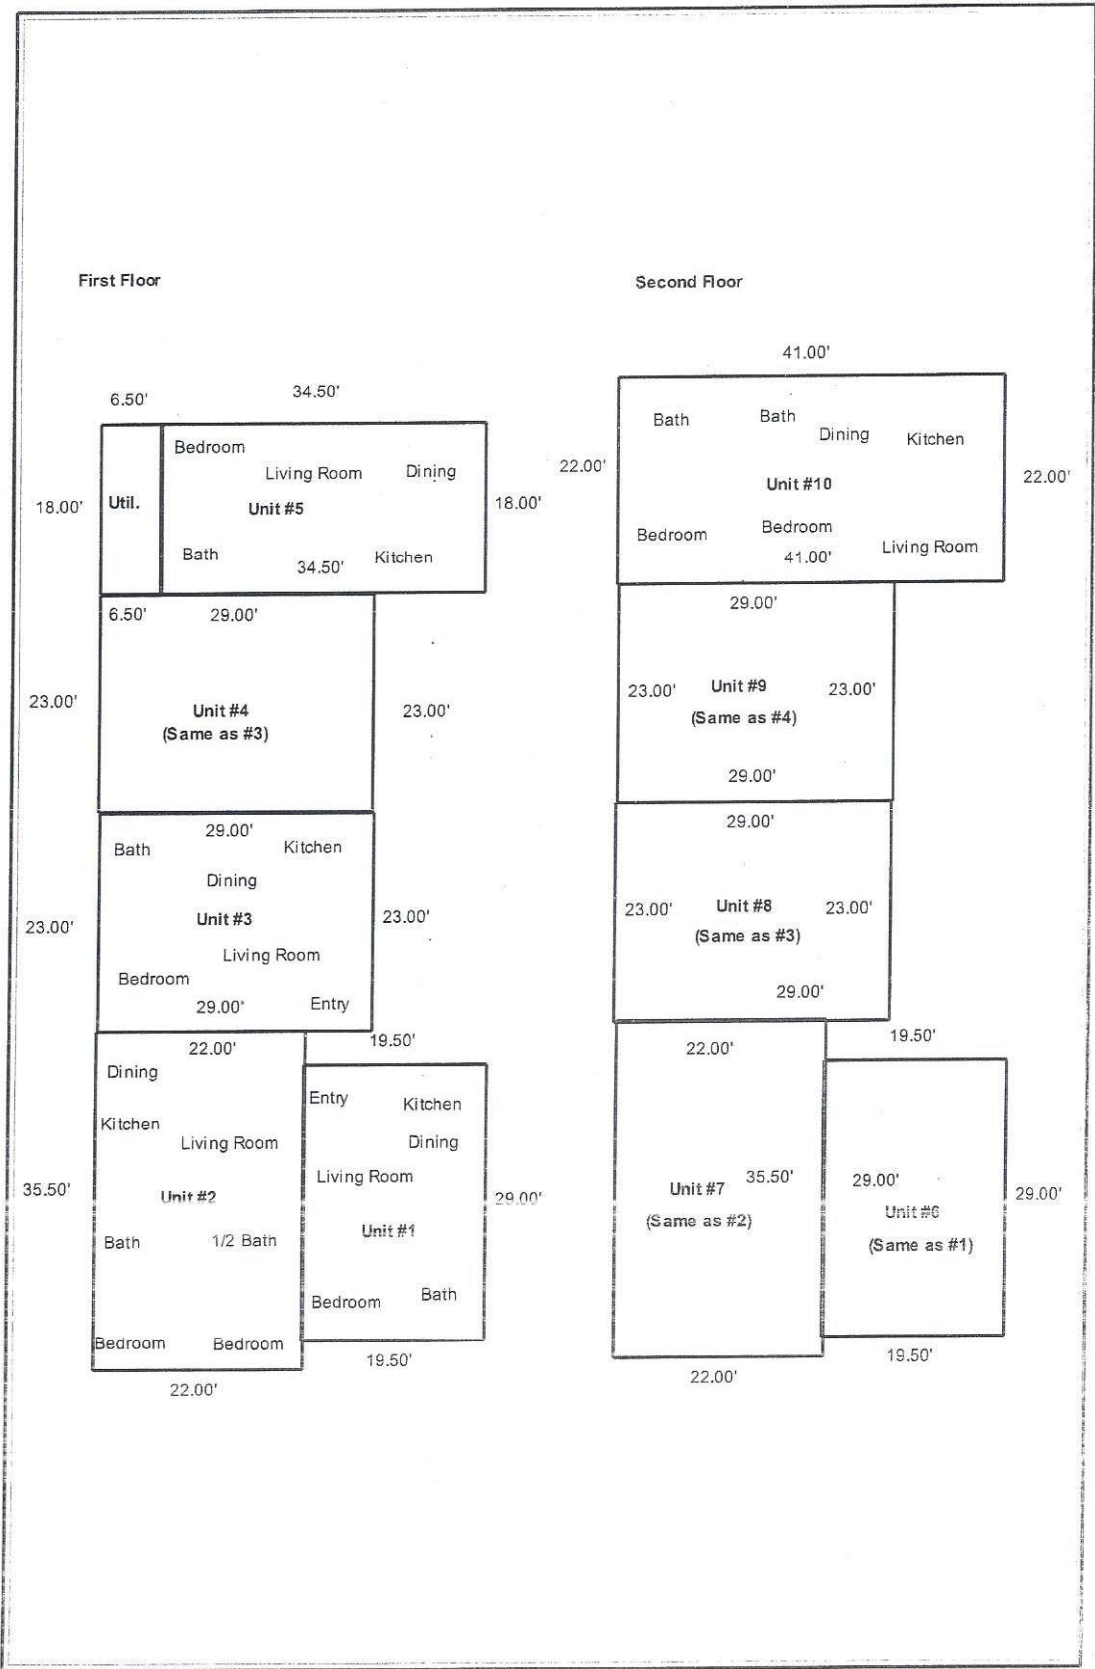 First Floor
Second Floor
6.50'
34.50'
18.00'
Util.
Bedroom
Living Room
Dining
Unit #5
18.00'
Bath
34.50'
Kitchen
6.50'
29.00'
23.00'
Unit #4
(Same as #3)
23.00'
29.00'
Bath
Kitchen
Dining
23.00'
Unit #3
23.00'
Living Room
Bedroom
29.00'
Entry
22.00'
19.50'
Dining
Kitchen
Living Room
35.50'
Unit #2
Bath
1/2 Bath
Bedroom
Bedroom
22.00'
Entry
Kitchen
Dining
Living Room
29.00'
Unit #1
Bedroom
Bath
19.50'
41.00'
Bath
Bath
Dining
Kitchen
22.00'
Unit #10
22.00'
Bedroom
Bedroom
Living Room
41.00'
29.00'
23.00'
Unit #9
23.00'
(Same as #4)
29.00'
29.00'
23.00'
Unit #8
23.00'
(Same as #3)
29.00'
22.00'
19.50'
Unit #7
35.50'
(Same as #2)
22.00'
29.00'
Unit #6
29.00'
(Same as #1)
19.50'